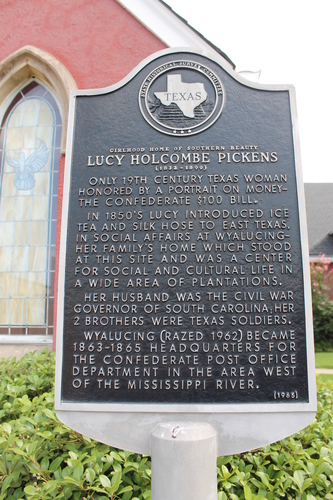 STATE HISTORICAL SURVEY COMMITTEE
TEXAS
GIRLHOOD HOME OF SOUTHERN BEAUTY
LUCY HOLCOMBE PICKENS
(1832-1899)
ONLY 19TH CENTURY TEXAS WOMAN
HONORED BY A PORTRAIT ON MONEY-
THE CONFEDERATE $100 BILL.
IN 1850'S LUCY INTRODUCED ICE
TEA AND SILK HOSE TO EAST TEXAS,
IN SOCIAL AFFAIRS AT WYALUCING-
HER FAMILY'S HOME WHICH STOOD
AT THIS SITE AND WAS A CENTER
FOR SOCIAL AND CULTURAL LIFE IN
A WIDE AREA OF PLANTATIONS.
HER HUSBAND WAS THE CIVIL WAR
GOVERNOR OF SOUTH CAROLINA; HER
2 BROTHERS WERE TEXAS SOLDIERS.
WYALUCING (RAZED 1962) BECAME
1863-1865 HEADQUARTERS FOR
THE CONFEDERATE POST OFFICE
DEPARTMENT IN THE AREA WEST
OF THE MISSISSIPPI RIVER.